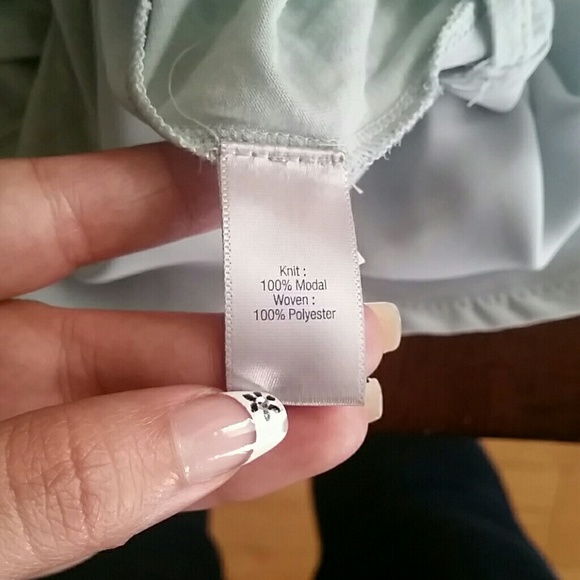 Knit :
100% Modal
Woven :
100% Polyester